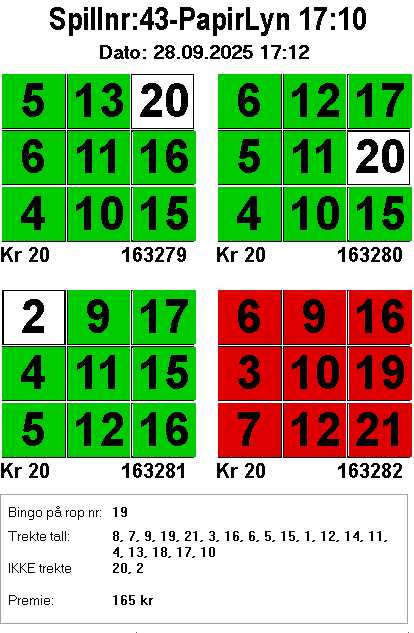 Spillnr:43-PapirLyn 17:10
Dato: 28.09.2025 17:12
5 13 20 6 12 17
6 11 16 5 11 20
4 10 15 4 10 15
Kr 20 163279 Kr 20 163280
2 9 17 6 9 16
4 11 15 3 10 19
5 12 16 7 12 21
Kr 20 163281 Kr 20 163282
Bingo på rop nr: 19
Trekte tall: 8, 7, 9, 19, 21, 3, 16, 6, 5, 15, 1, 12, 14, 11,
4, 13, 18, 17, 10
IKKE trekte 20, 2
Premie: 165 kr